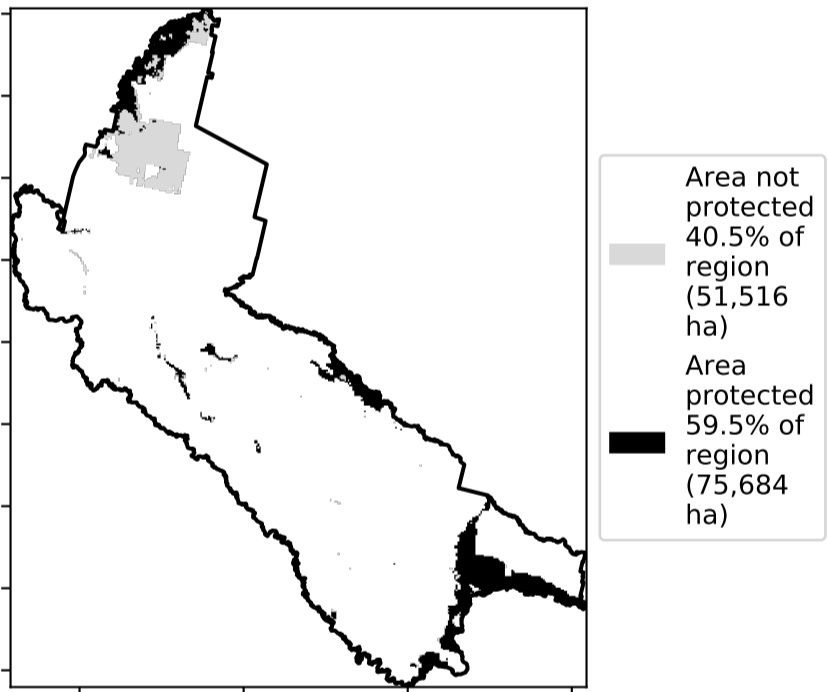 Area not
protected
40.5% of
region
(51,516
ha)
Area
protected
59.5% of
region
(75,684
ha)